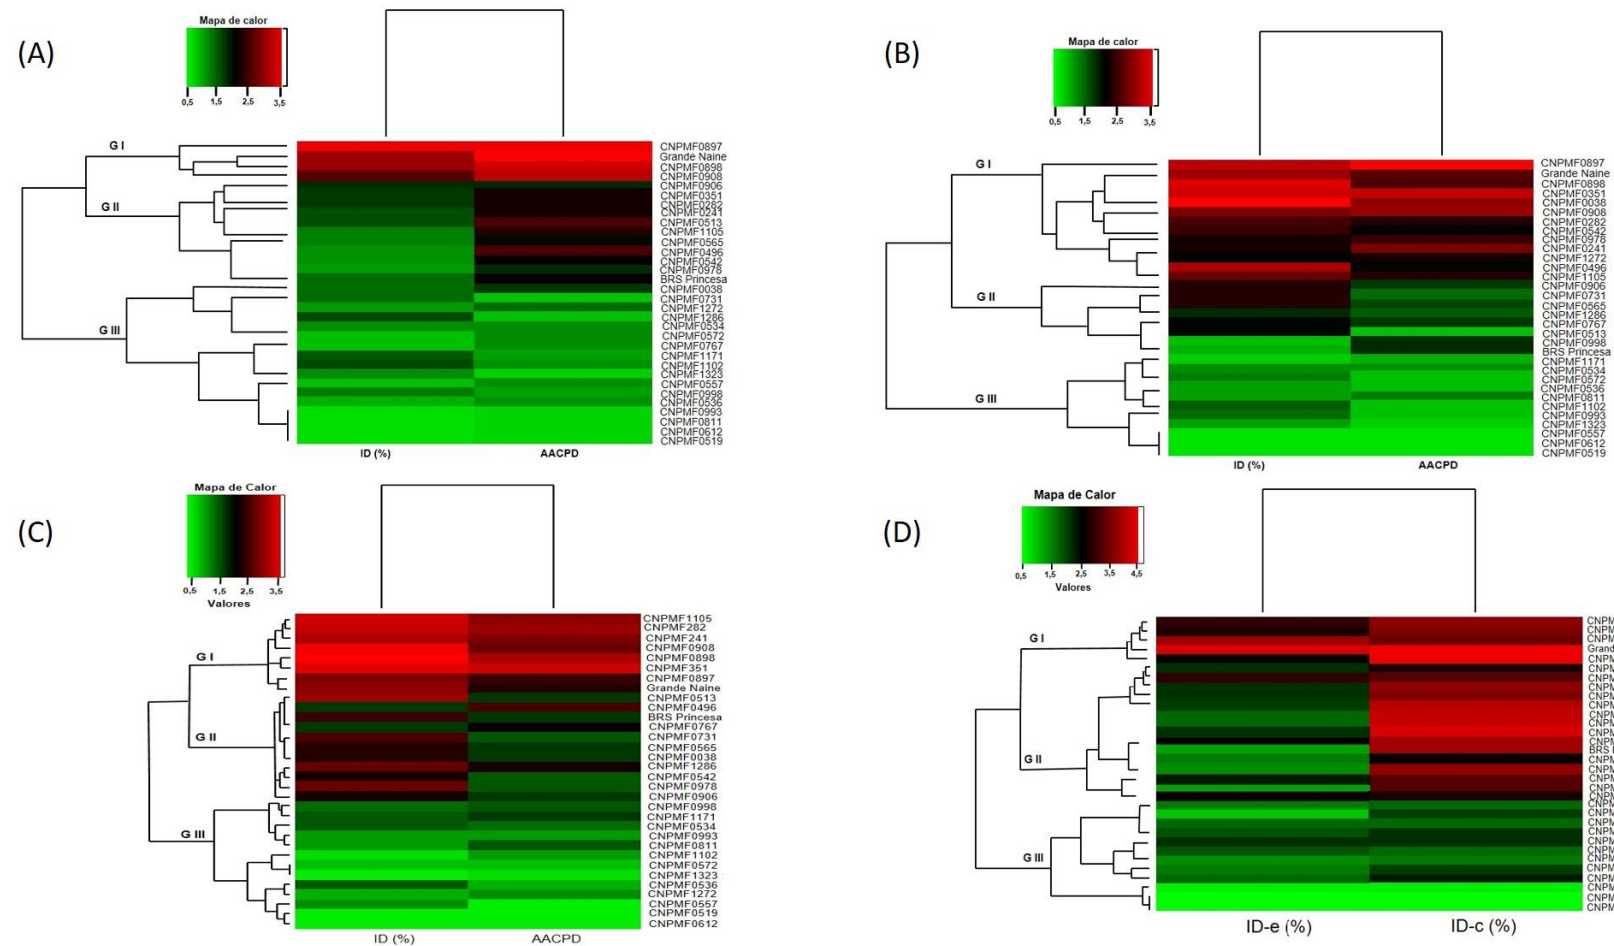 (A)
Mapa de calor
0,5 1,5 2,5 3,5
G I
G II
G III
CNPMF0897
Grande Naine
CNPMF0898
CNPMF0908
CNPMF0906
CNPMF0351
CNPMF0282
CNPMF0241
CNPMF0513
CNPMF1105
CNPMF0565
CNPMF0496
CNPMF0542
CNPMF0978
BRS Princesa
CNPMF0038
CNPMF0731
CNPMF1272
CNPMF1286
CNPMF0534
CNPMF0572
CNPMF0767
CNPMF1171
CNPMF1102
CNPMF1323
CNPMF0557
CNPMF0998
CNPMF0536
CNPMF0993
CNPMF0811
CNPMF0612
CNPMF0519
ID (%) AACPD
(B)
Mapa de calor
0,5 1,5 2,5 3,5
G I
G II
G III
CNPMF0897
Grande Naine
CNPMF0898
CNPMF0351
CNPMF0038
CNPMF0908
CNPMF0282
CNPMF0542
CNPMF0978
CNPMF0241
CNPMF1272
CNPMF0496
CNPMF1105
CNPMF0906
CNPMF0731
CNPMF0565
CNPMF1286
CNPMF0767
CNPMF0513
CNPMF0998
BRS Princesa
CNPMF1171
CNPMF0534
CNPMF0572
CNPMF0536
CNPMF0811
CNPMF1102
CNPMF0993
CNPMF1323
CNPMF0557
CNPMF0612
CNPMF0519
ID (%) AACPD
(C)
Mapa de Calor
0,5 1,5 2,5 3,5
Valores
G I
G II
G III
CNPMF1105
CNPMF282
CNPMF241
CNPMF0908
CNPMF0898
CNPMF351
CNPMF0897
Grande Naine
CNPMF0513
CNPMF0496
BRS Princesa
CNPMF0767
CNPMF0731
CNPMF0565
CNPMF0038
CNPMF1286
CNPMF0542
CNPMF0978
CNPMF0906
CNPMF0998
CNPMF1171
CNPMF0534
CNPMF0993
CNPMF0811
CNPMF1102
CNPMF0572
CNPMF1323
CNPMF0536
CNPMF1272
CNPMF0557
CNPMF0519
CNPMF0612
ID (%) AACPD
(D)
Mapa de Calor
0,5 1,5 2,5 3,5 4,5
Valores
G I
G II
G III
ID-e (%) ID-c (%)